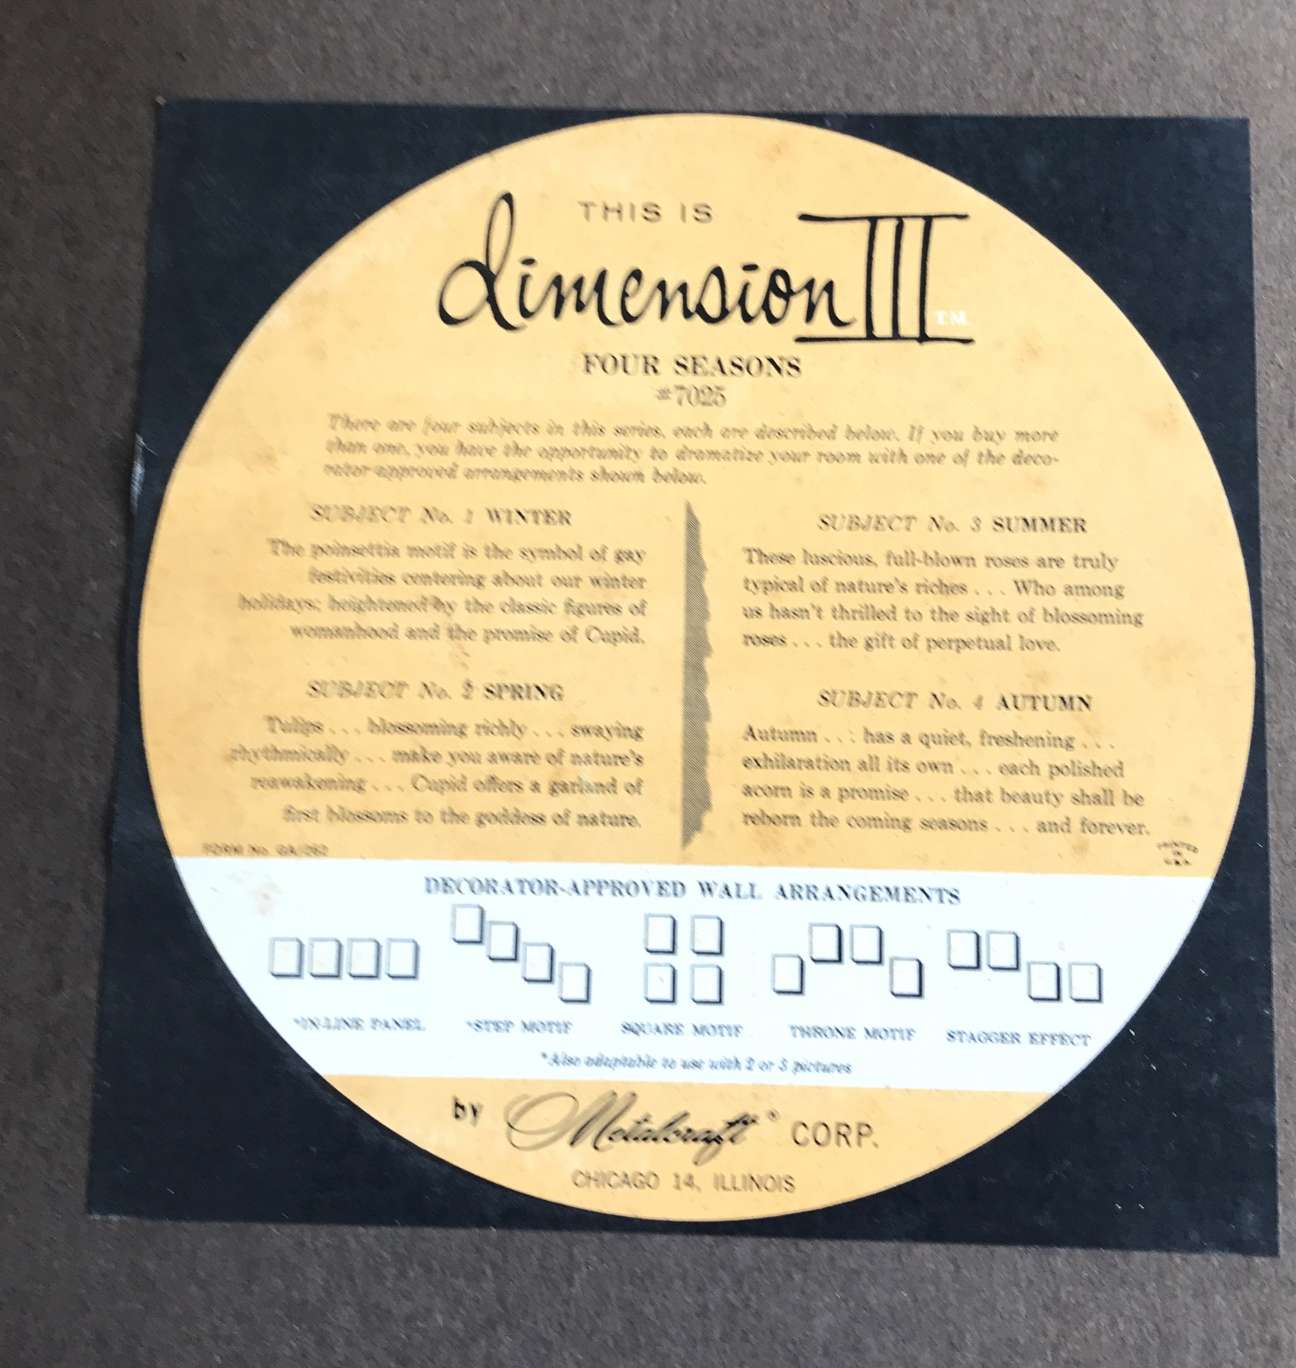 THIS IS
dimension III T.M.
FOUR SEASONS
#7025
There are four subjects in this series, each are described below. If you buy more
than one, you have the opportunity to dramatize your room with one of the deco-
rator-approved arrangements shown below.
SUBJECT No. 1 WINTER
The poinsettia motif is the symbol of gay
festivities centering about our winter
holidays; heightened by the classic figures of
womanhood and the promise of Cupid.
SUBJECT No. 2 SPRING
Tulips . . . blossoming richly . . . swaying
rhythmically . . . make you aware of nature's
reawakening . . . Cupid offers a garland of
first blossoms to the goddess of nature.
FORM No. GA/262
SUBJECT No. 3 SUMMER
These luscious, full-blown roses are truly
typical of nature's riches . . . Who among
us hasn't thrilled to the sight of blossoming
roses . . . the gift of perpetual love.
SUBJECT No. 4 AUTUMN
Autumn . . . has a quiet, freshening . . .
exhilaration all its own . . . each polished
acorn is a promise . . . that beauty shall be
reborn the coming seasons . . . and forever.
PRINTED
IN
U.S.A.
DECORATOR-APPROVED WALL ARRANGEMENTS
*IN-LINE PANEL *STEP MOTIF SQUARE MOTIF THRONE MOTIF STAGGER EFFECT
*Also adaptable to use with 2 or 3 pictures
by Metalcraft® CORP.
CHICAGO 14, ILLINOIS